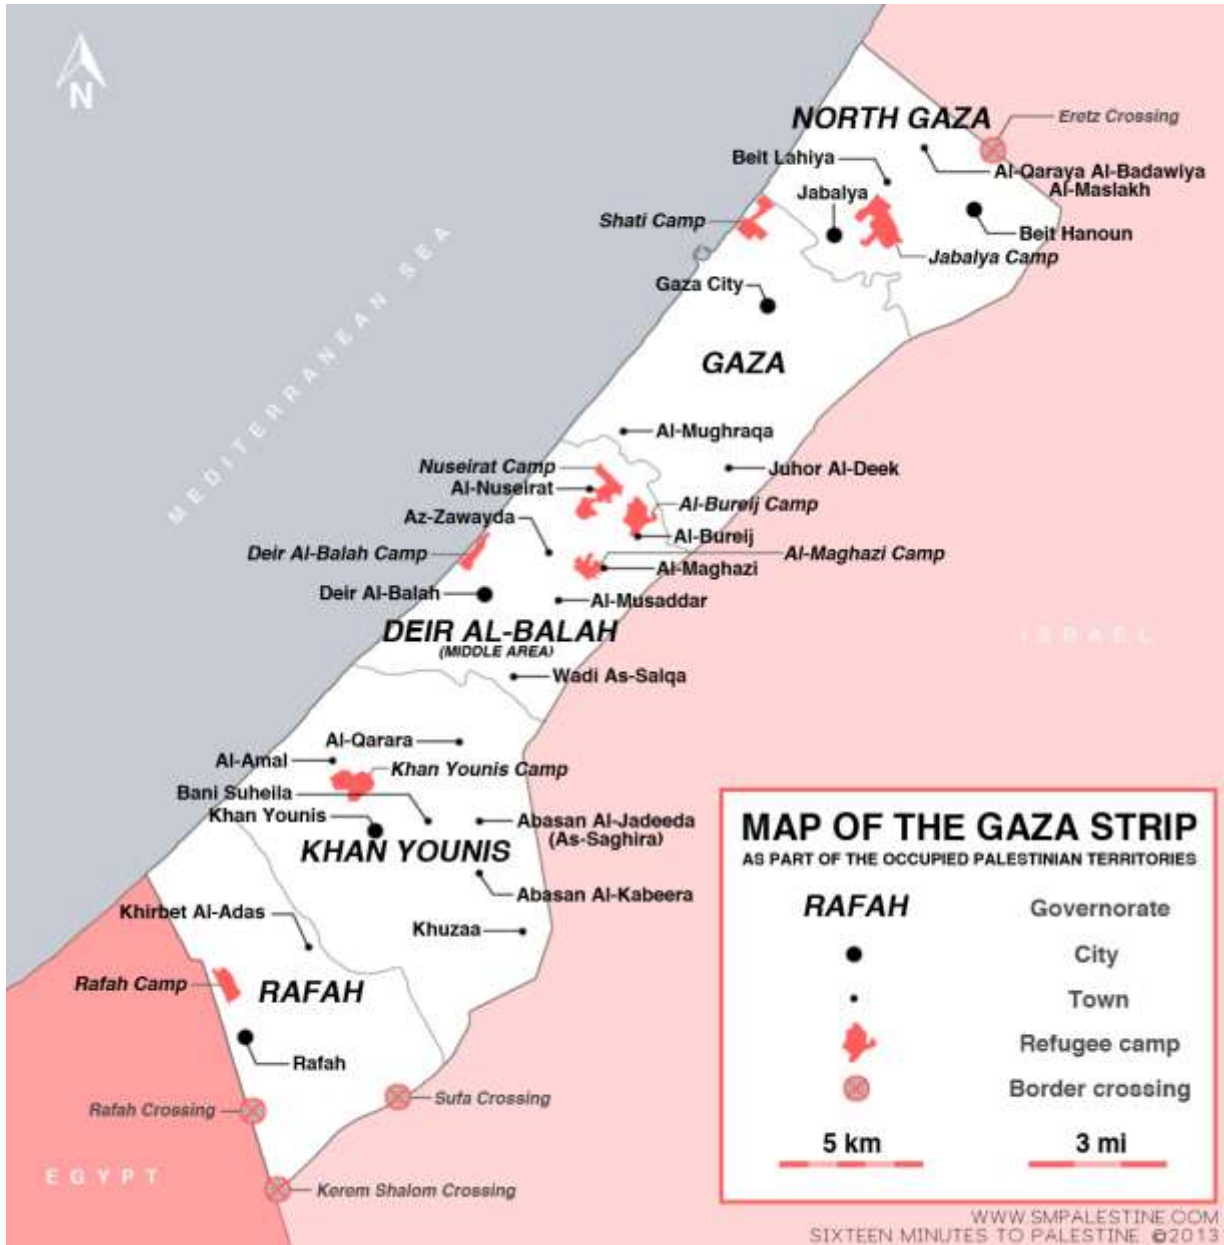 N
NORTH GAZA
Eretz Crossing
Beit Lahiya
Al-Qaraya Al-Badawiya
Al-Maslakh
Jabalya
Shati Camp
Beit Hanoun
Jabalya Camp
MEDITERRANEAN SEA
Gaza City
GAZA
Al-Mughraqa
Nuseirat Camp
Juhor Al-Deek
Al-Nuseirat
Al-Bureij Camp
Az-Zawayda
Al-Bureij
Deir Al-Balah Camp
Al-Maghazi Camp
Al-Maghazi
Deir Al-Balah
Al-Musaddar
DEIR AL-BALAH
(MIDDLE AREA)
ISRAEL
Wadi As-Salqa
Al-Qarara
Al-Amal
Khan Younis Camp
Bani Suheila
Khan Younis
Abasan Al-Jadeeda
(As-Saghira)
KHAN YOUNIS
Abasan Al-Kabeera
Khirbet Al-Adas
Khuzaa
Rafah Camp
RAFAH
Rafah
Sufa Crossing
Rafah Crossing
EGYPT
Kerem Shalom Crossing
MAP OF THE GAZA STRIP
AS PART OF THE OCCUPIED PALESTINIAN TERRITORIES
RAFAH Governorate
City
Town
Refugee camp
Border crossing
5 km 3 mi
WWW.SMPALESTINE.COM
SIXTEEN MINUTES TO PALESTINE ©2013